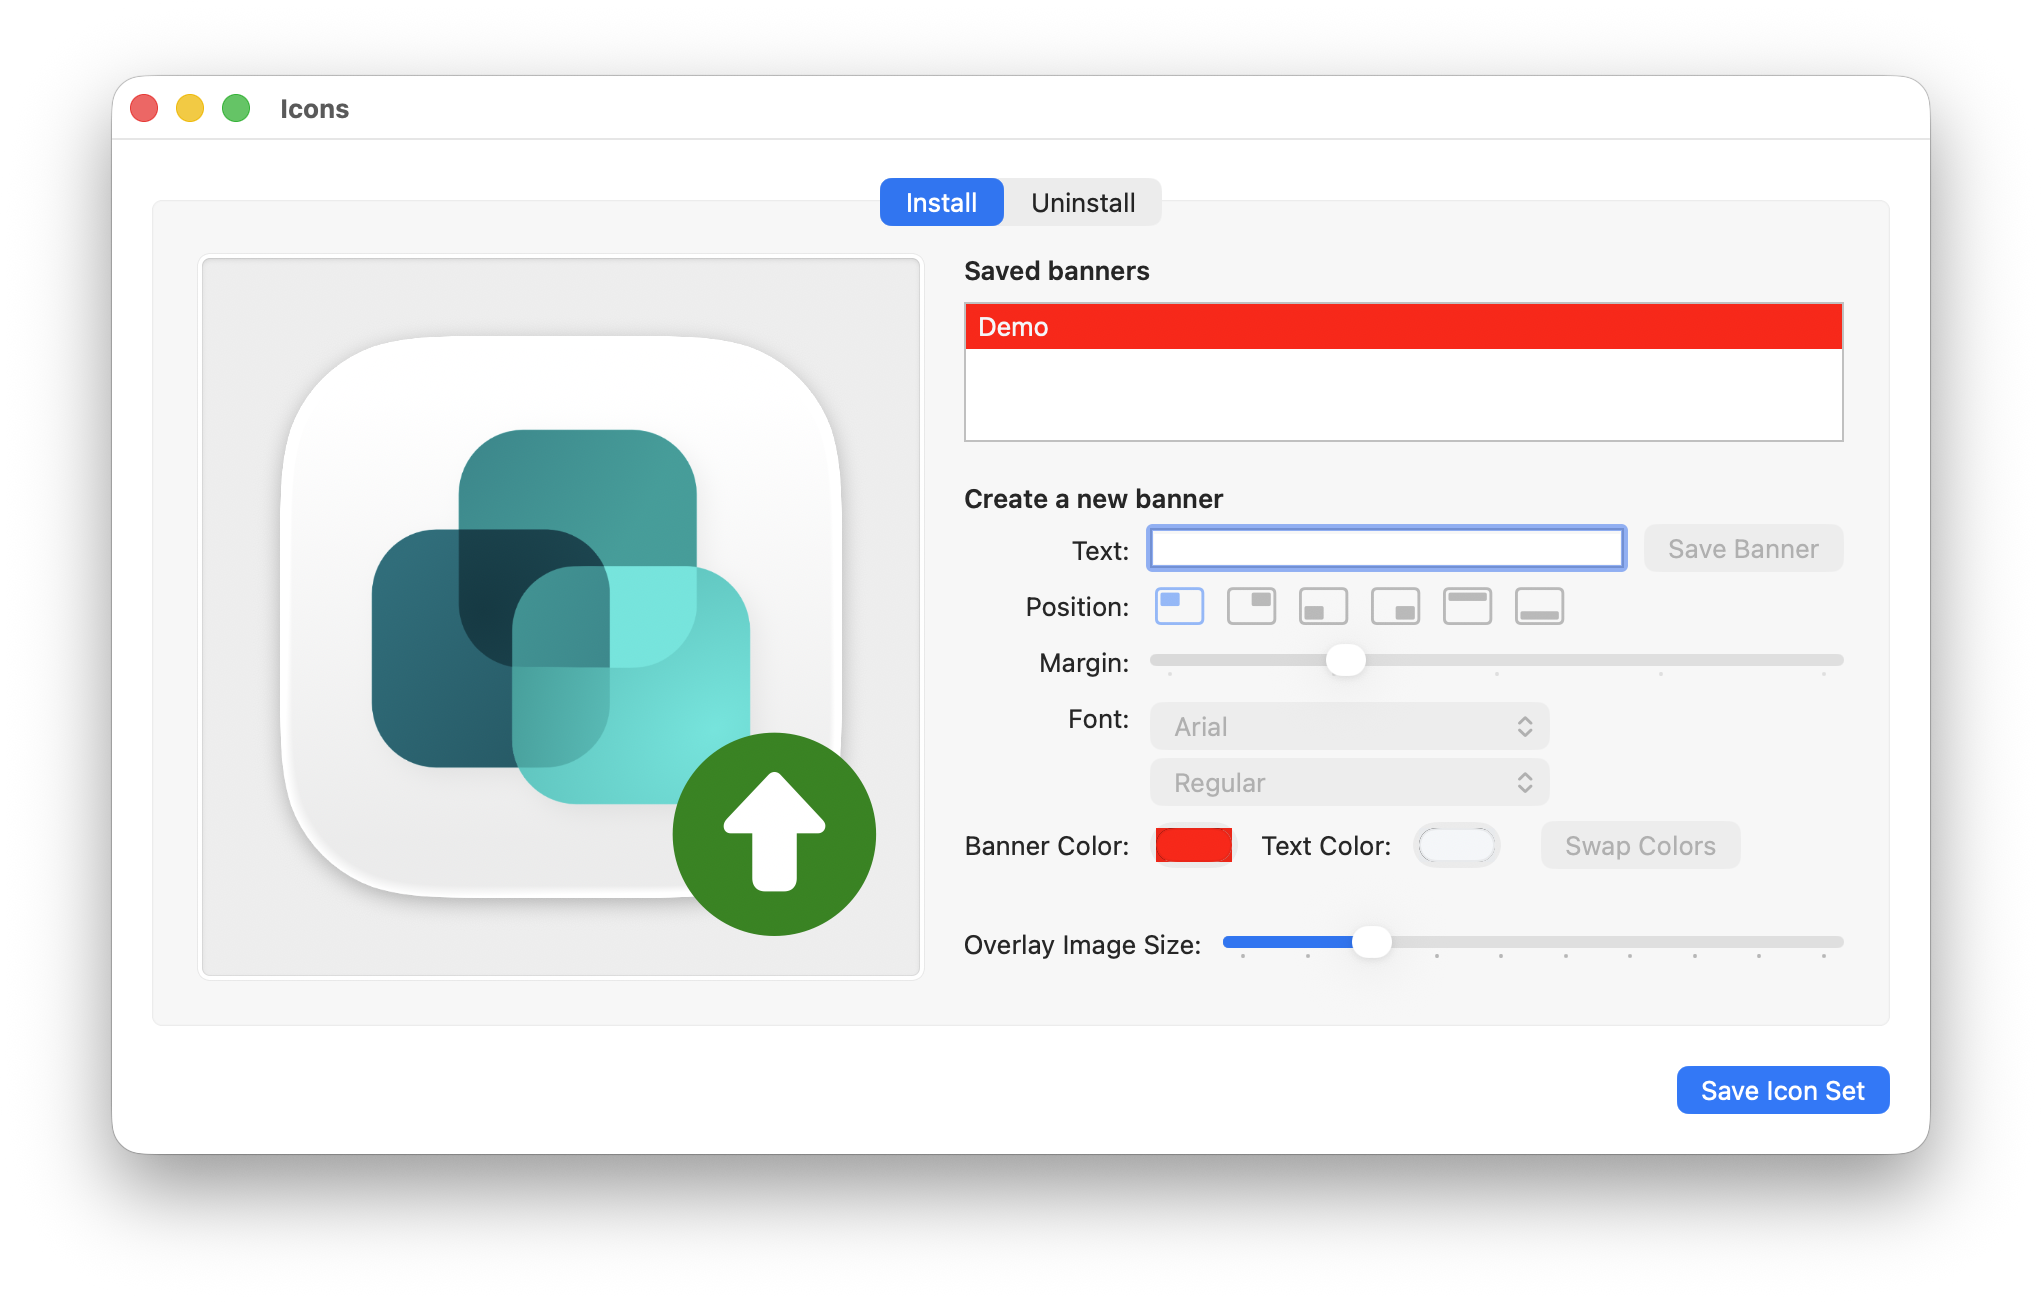 Icons
Install Uninstall
Saved banners
Demo
Create a new banner
Text: Save Banner
Position:
Margin:
Font: Arial
Regular
Banner Color: Text Color: Swap Colors
Overlay Image Size:
Save Icon Set